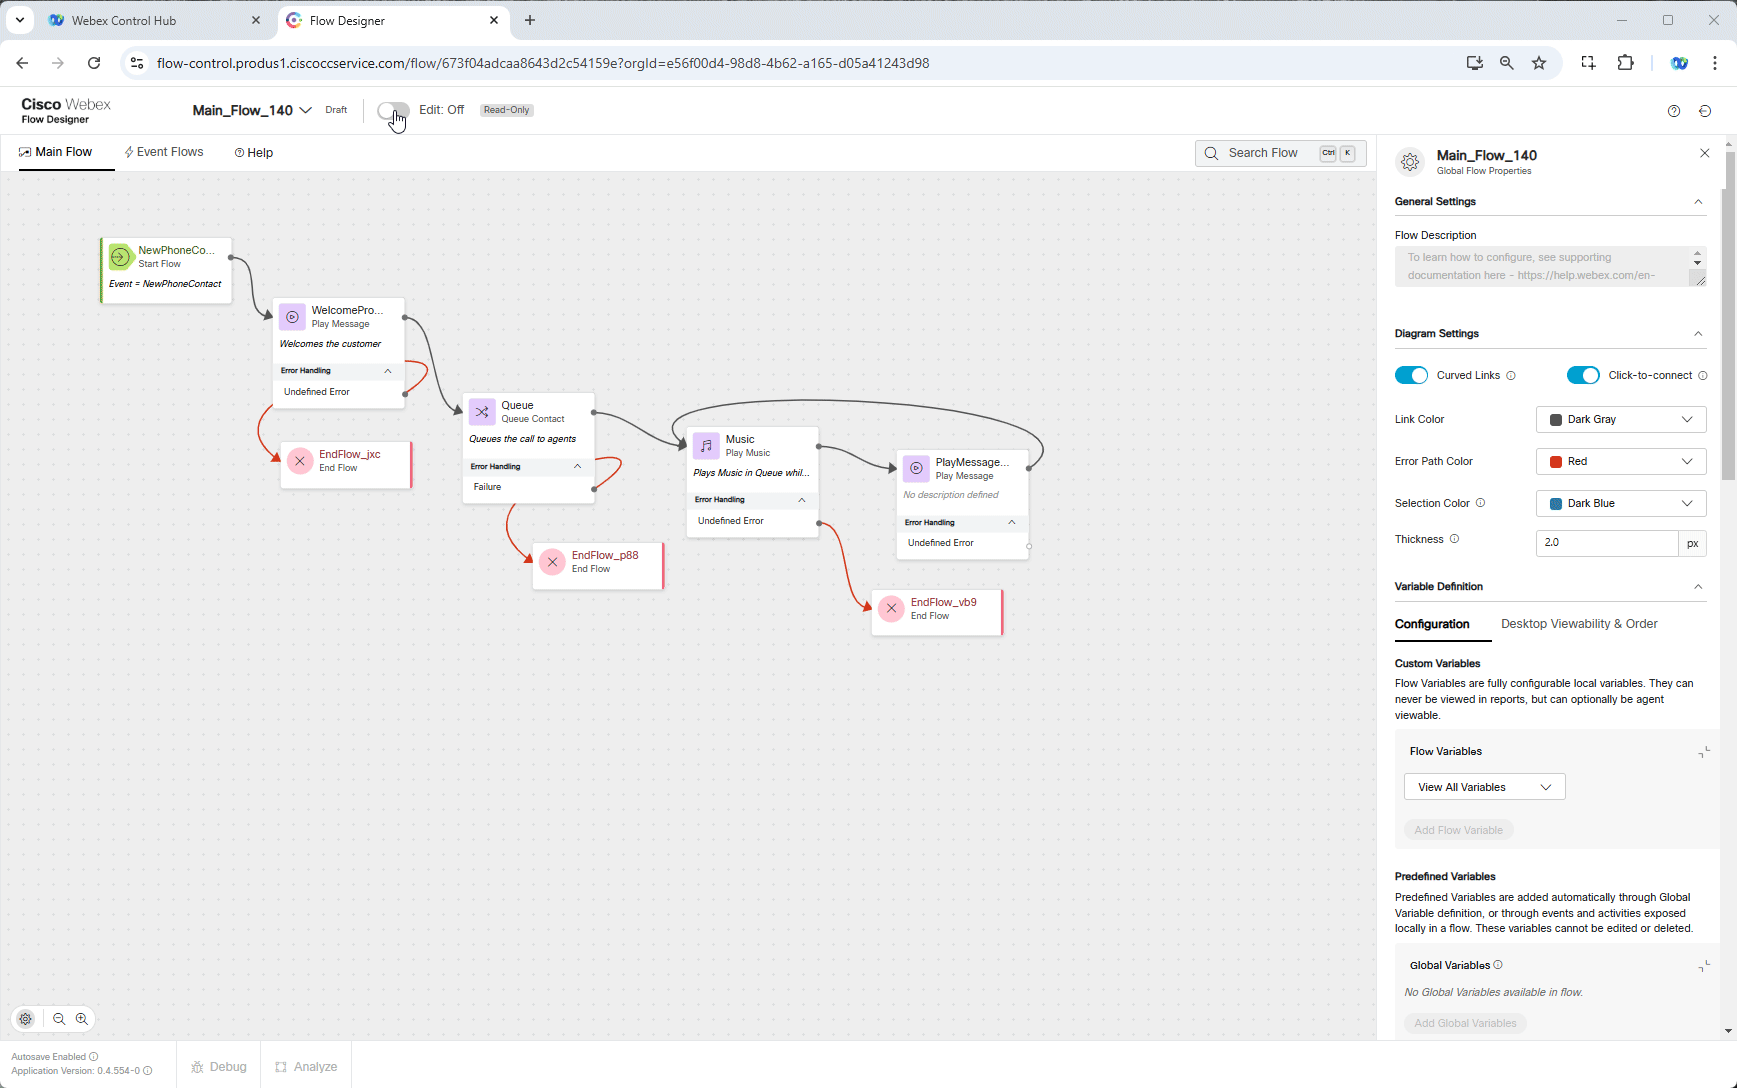 Webex Control Hub
Flow Designer
flow-control.produs1.ciscoccservice.com/flow/673f04adcaa8643d2c54159e?orgId=e56f00d4-98d8-4b62-a165-d05a41243d98
Cisco Webex
Flow Designer
Main_Flow_140
Draft
Edit: Off
Read-Only
Main Flow
Event Flows
Help
Search Flow
Ctrl
K
NewPhoneCo...
Start Flow
Event = NewPhoneContact
WelcomePro...
Play Message
Welcomes the customer
Error Handling
Undefined Error
EndFlow_jxc
End Flow
Queue
Queue Contact
Queues the call to agents
Error Handling
Failure
EndFlow_p88
End Flow
Music
Play Music
Plays Music in Queue whil...
Error Handling
Undefined Error
PlayMessage...
Play Message
No description defined
Error Handling
Undefined Error
EndFlow_vb9
End Flow
Main_Flow_140
Global Flow Properties
General Settings
Flow Description
To learn how to configure, see supporting
documentation here - https://help.webex.com/en-
Diagram Settings
Curved Links
Click-to-connect
Link Color
Dark Gray
Error Path Color
Red
Selection Color
Dark Blue
Thickness
2.0
px
Variable Definition
Configuration
Desktop Viewability & Order
Custom Variables
Flow Variables are fully configurable local variables. They can
never be viewed in reports, but can optionally be agent
viewable.
Flow Variables
View All Variables
Add Flow Variable
Predefined Variables
Predefined Variables are added automatically through Global
Variable definition, or through events and activities exposed
locally in a flow. These variables cannot be edited or deleted.
Global Variables
No Global Variables available in flow.
Add Global Variables
Autosave Enabled
Application Version: 0.4.554-0
Debug
Analyze